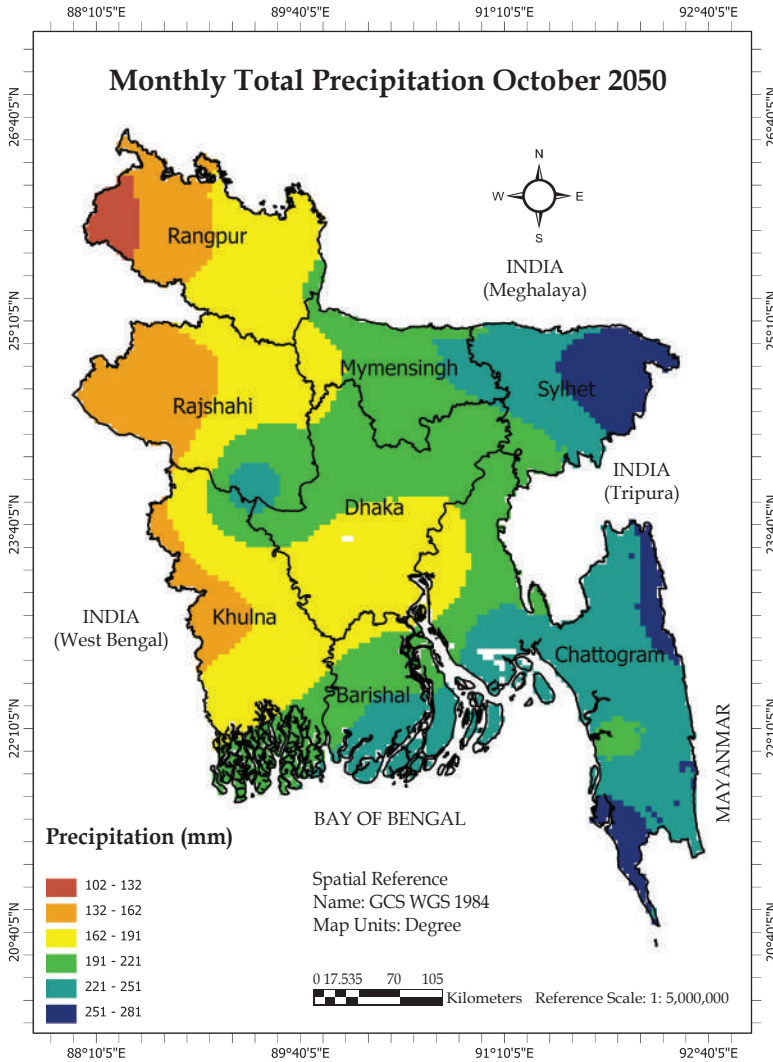 88°10'5"E 89°40'5"E 91°10'5"E 92°40'5"E
Monthly Total Precipitation October 2050
26°40'5"N 26°40'5"N
N
W E
S
Rangpur
INDIA
(Meghalaya)
25°10'5"N 25°10'5"N
Mymensingh
Sylhet
Rajshahi
INDIA
(Tripura)
Dhaka
23°40'5"N 23°40'5"N
INDIA
(West Bengal)
Khulna
Chattogram
Barishal
22°10'5"N 22°10'5"N
MAYANMAR
BAY OF BENGAL
Precipitation (mm)
102 - 132
132 - 162
162 - 191
191 - 221
221 - 251
251 - 281
Spatial Reference
Name: GCS WGS 1984
Map Units: Degree
20°40'5"N 20°40'5"N
0 17.535 70 105
Kilometers Reference Scale: 1: 5,000,000
88°10'5"E 89°40'5"E 91°10'5"E 92°40'5"E